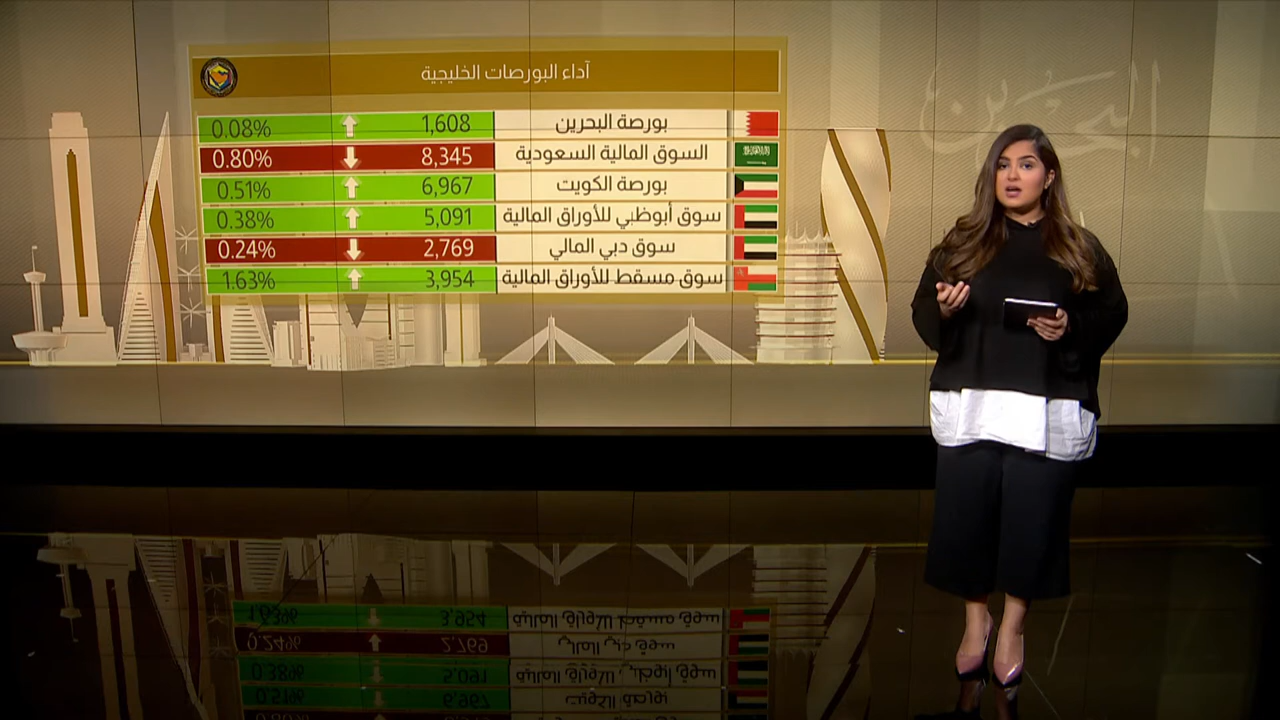 آداء البورصات الخليجية
بورصة البحرين 1,608 0.08%
السوق المالية السعودية 8,345 0.80%
بورصة الكويت 6,967 0.51%
سوق أبوظبي للأوراق المالية 5,091 0.38%
سوق دبي المالي 2,769 0.24%
سوق مسقط للأوراق المالية 3,954 1.63%
البحرين